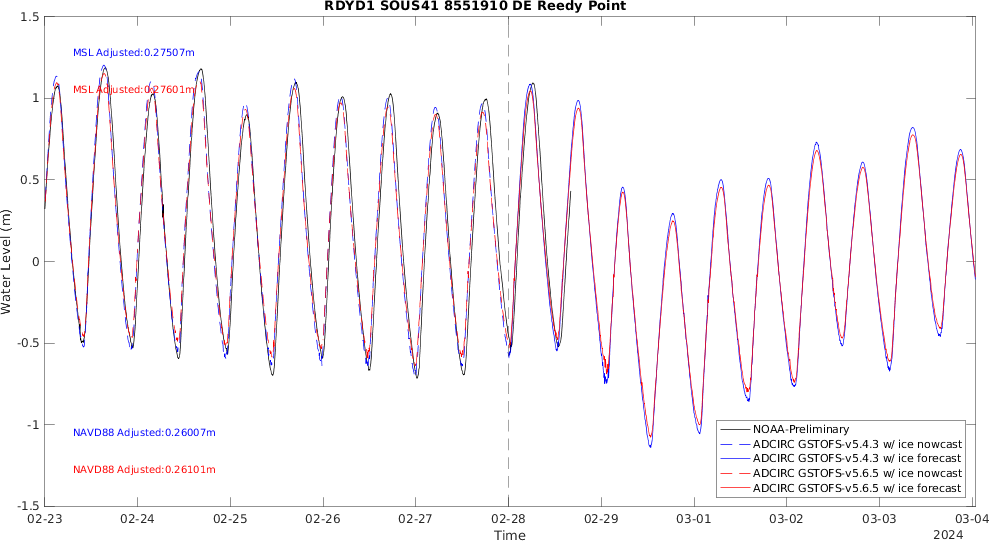 RDYD1 SOUS41 8551910 DE Reedy Point
1.5
1
0.5
0
-0.5
-1
-1.5
Water Level (m)
MSL Adjusted:0.27507m
MSL Adjusted:0.27601m
NAVD88 Adjusted:0.26007m
NAVD88 Adjusted:0.26101m
NOAA-Preliminary
ADCIRC GSTOFS-v5.4.3 w/ ice nowcast
ADCIRC GSTOFS-v5.4.3 w/ ice forecast
ADCIRC GSTOFS-v5.6.5 w/ ice nowcast
ADCIRC GSTOFS-v5.6.5 w/ ice forecast
02-23 02-24 02-25 02-26 02-27 02-28 02-29 03-01 03-02 03-03 03-04
Time
2024